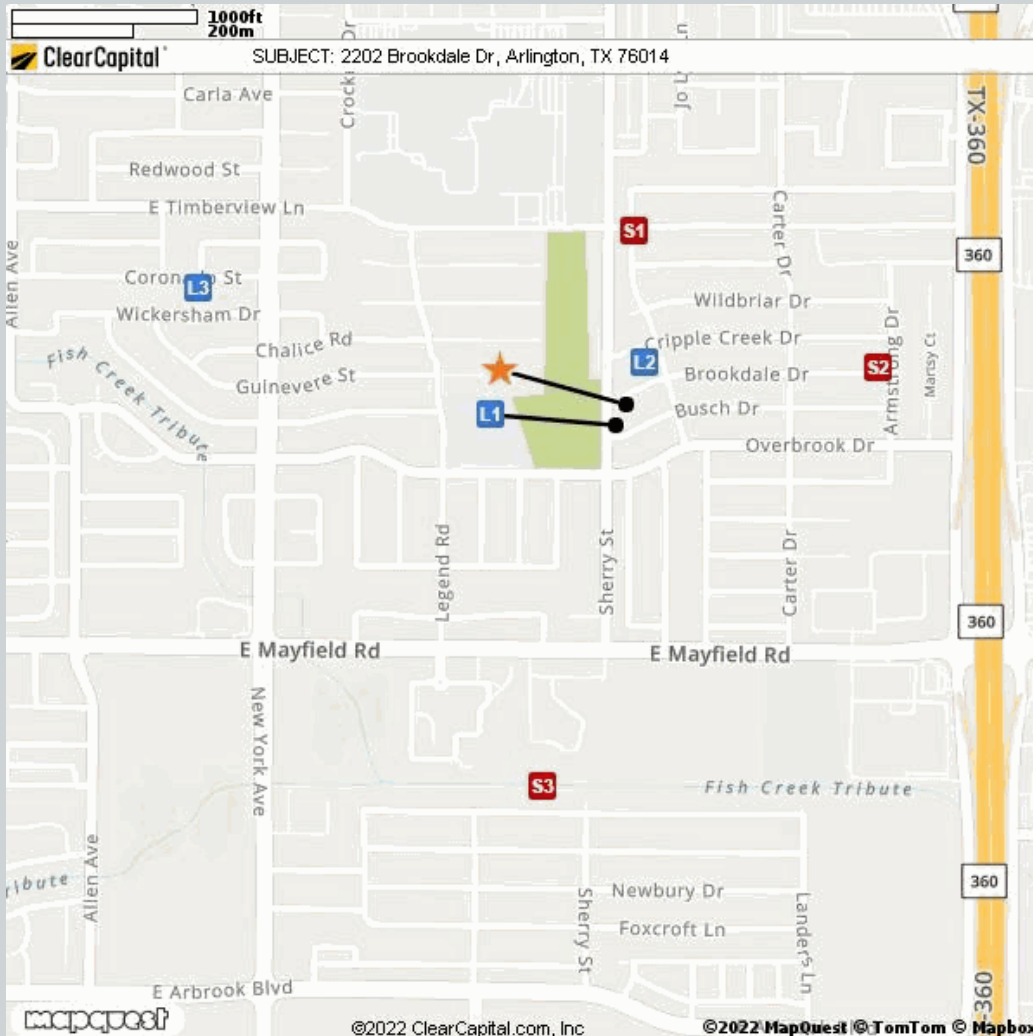 1000ft
200m
ClearCapital
SUBJECT: 2202 Brookdale Dr, Arlington, TX 76014
Carla Ave
TX-360
Redwood St
E Timberview Ln
Carter Dr
S1
360
Allen Ave
L3
Wildbriar Dr
Wickersham Dr
Cripple Creek Dr
Chalice Rd
Armstrong Dr
Fish Creek Tribute
L2
S2
Brookdale Dr
Guinevere St
Busch Dr
L1
Overbrook Dr
Legend Rd
Sherry St
Carter Dr
360
E Mayfield Rd
E Mayfield Rd
New York Ave
S3
Fish Creek Tribute
Allen Ave
360
Newbury Dr
Sherry St
Foxcroft Ln
Landers Ln
E Arbrook Blvd
mapquest
©2022 ClearCapital.com, Inc
©2022 MapQuest © TomTom © Mapbox